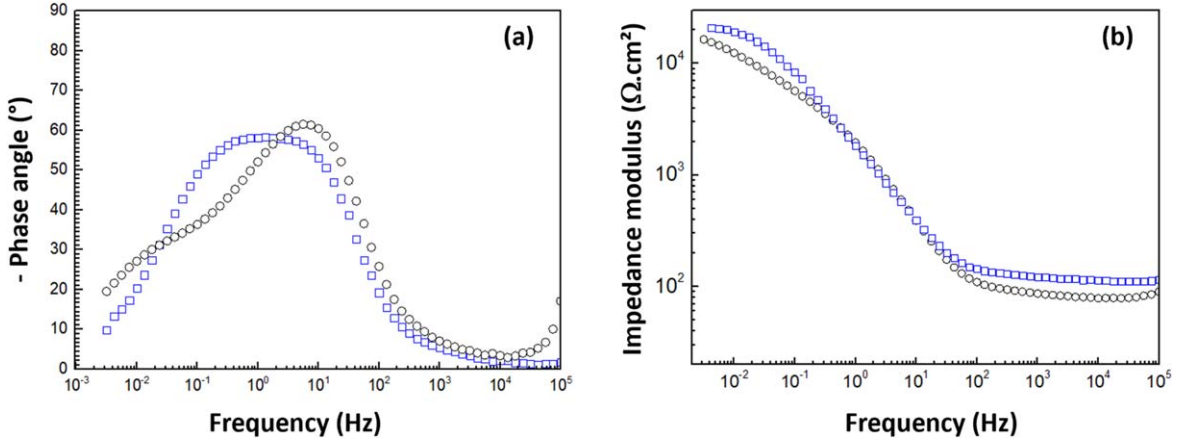 (a)
- Phase angle (°)
90
80
70
60
50
40
30
20
10
0
10⁻³ 10⁻² 10⁻¹ 10⁰ 10¹ 10² 10³ 10⁴ 10⁵
Frequency (Hz)
(b)
Impedance modulus (Ω.cm²)
10⁴
10³
10²
10⁻² 10⁻¹ 10⁰ 10¹ 10² 10³ 10⁴ 10⁵
Frequency (Hz)